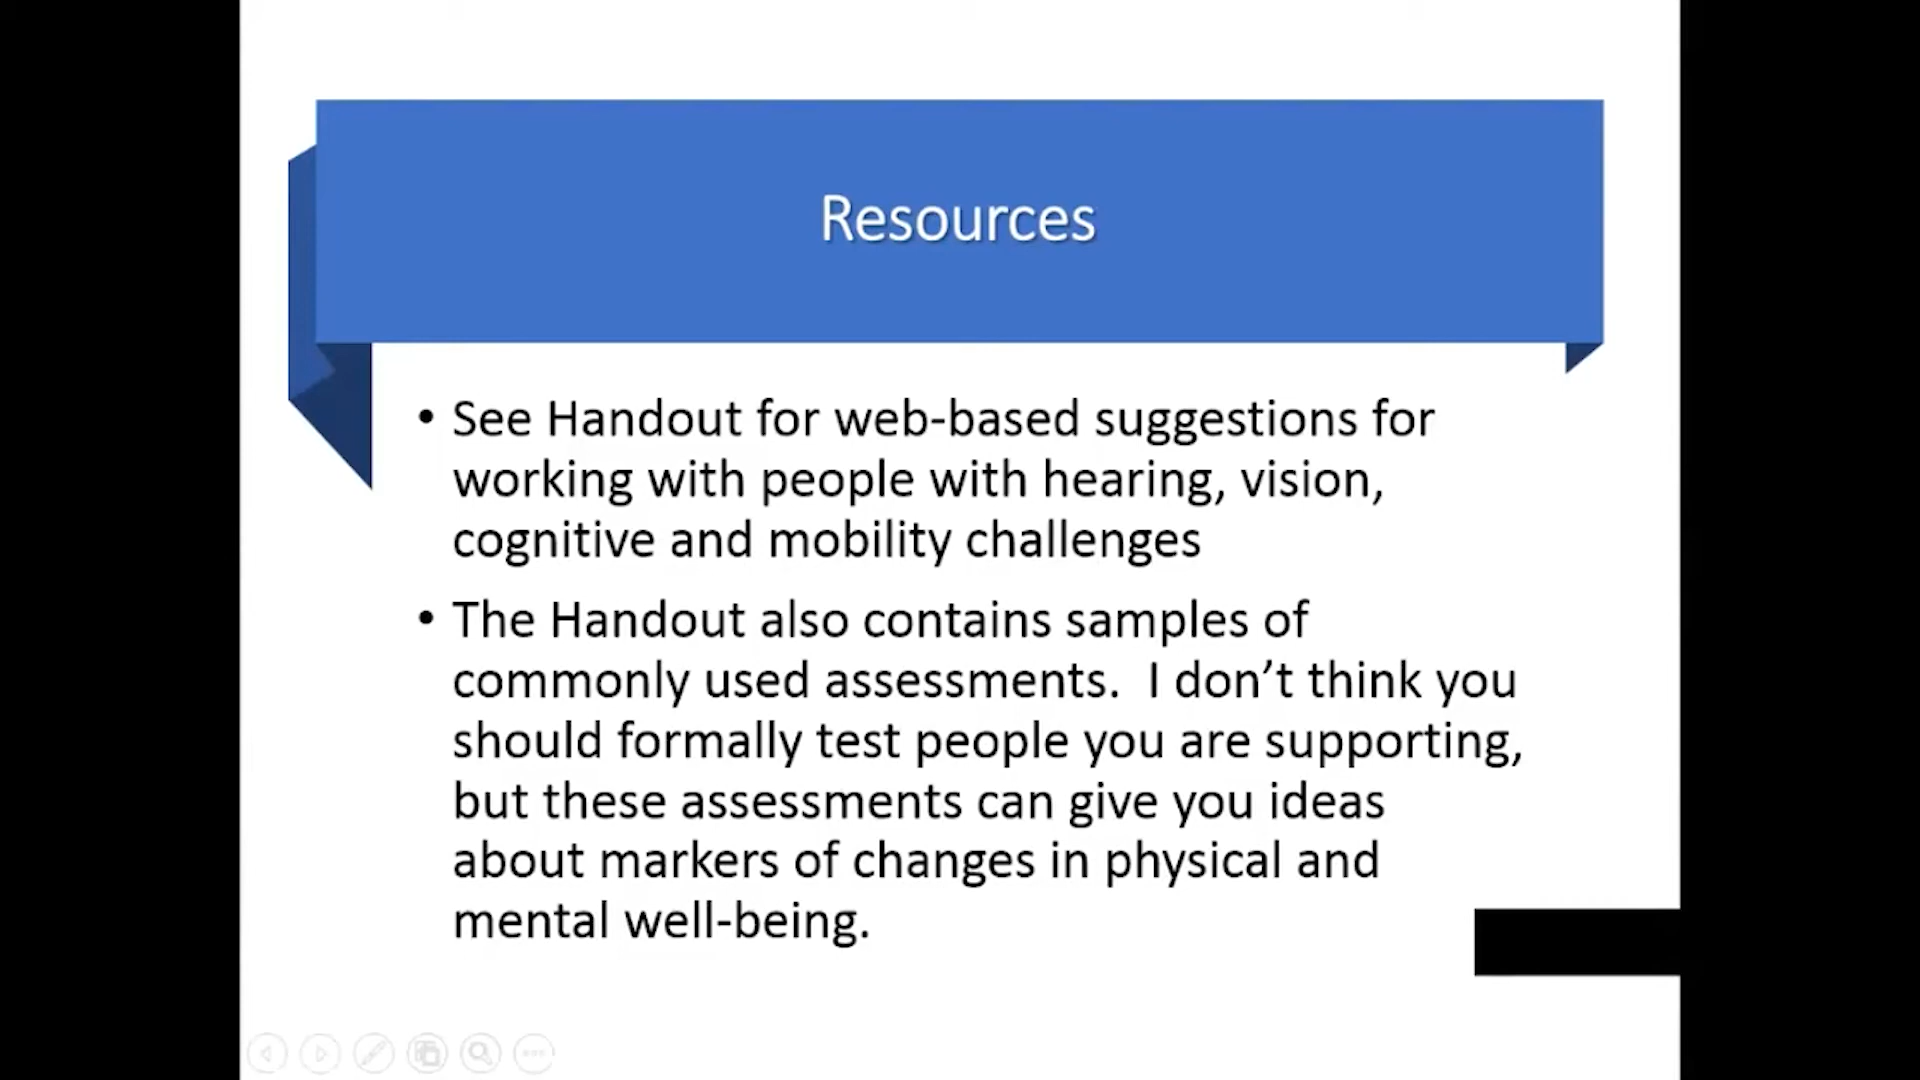 Resources
• See Handout for web-based suggestions for
working with people with hearing, vision,
cognitive and mobility challenges
• The Handout also contains samples of
commonly used assessments.  I don’t think you
should formally test people you are supporting,
but these assessments can give you ideas
about markers of changes in physical and
mental well-being.